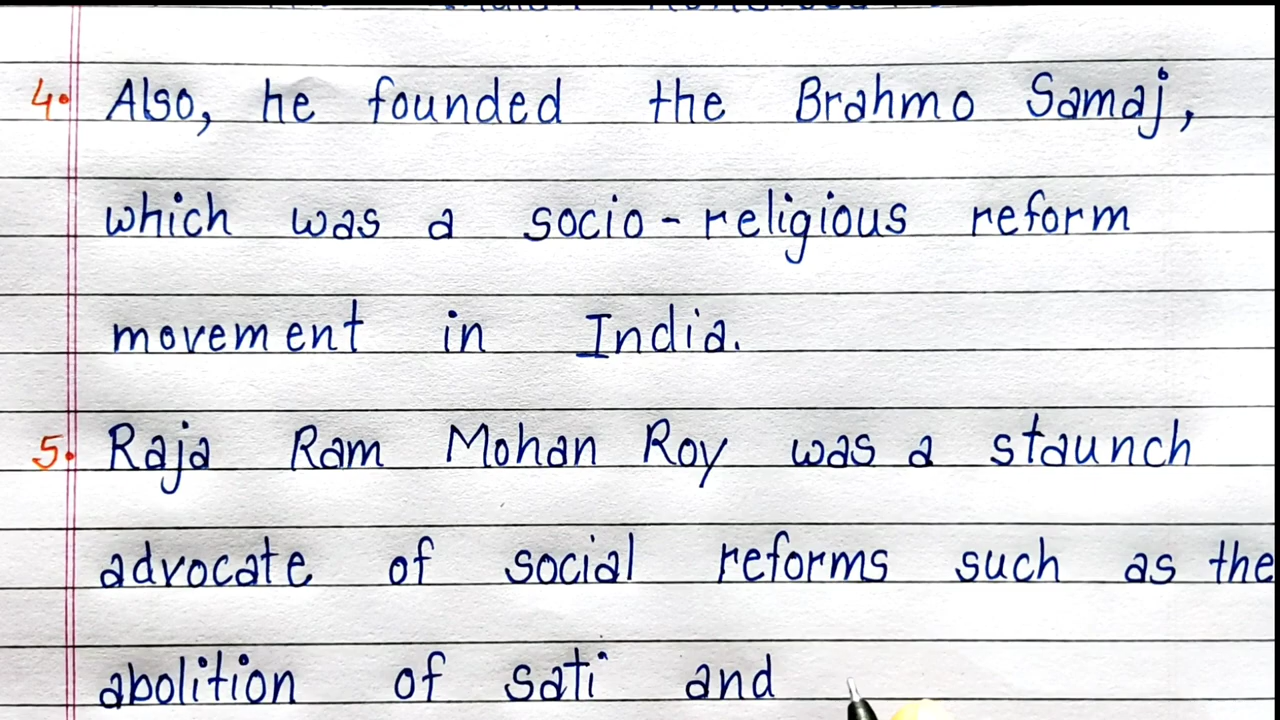 4. Also, he founded the Brahmo Samaj,
which was a socio-religious reform
movement in India.
5. Raja Ram Mohan Roy was a staunch
advocate of social reforms such as the
abolition of sati and